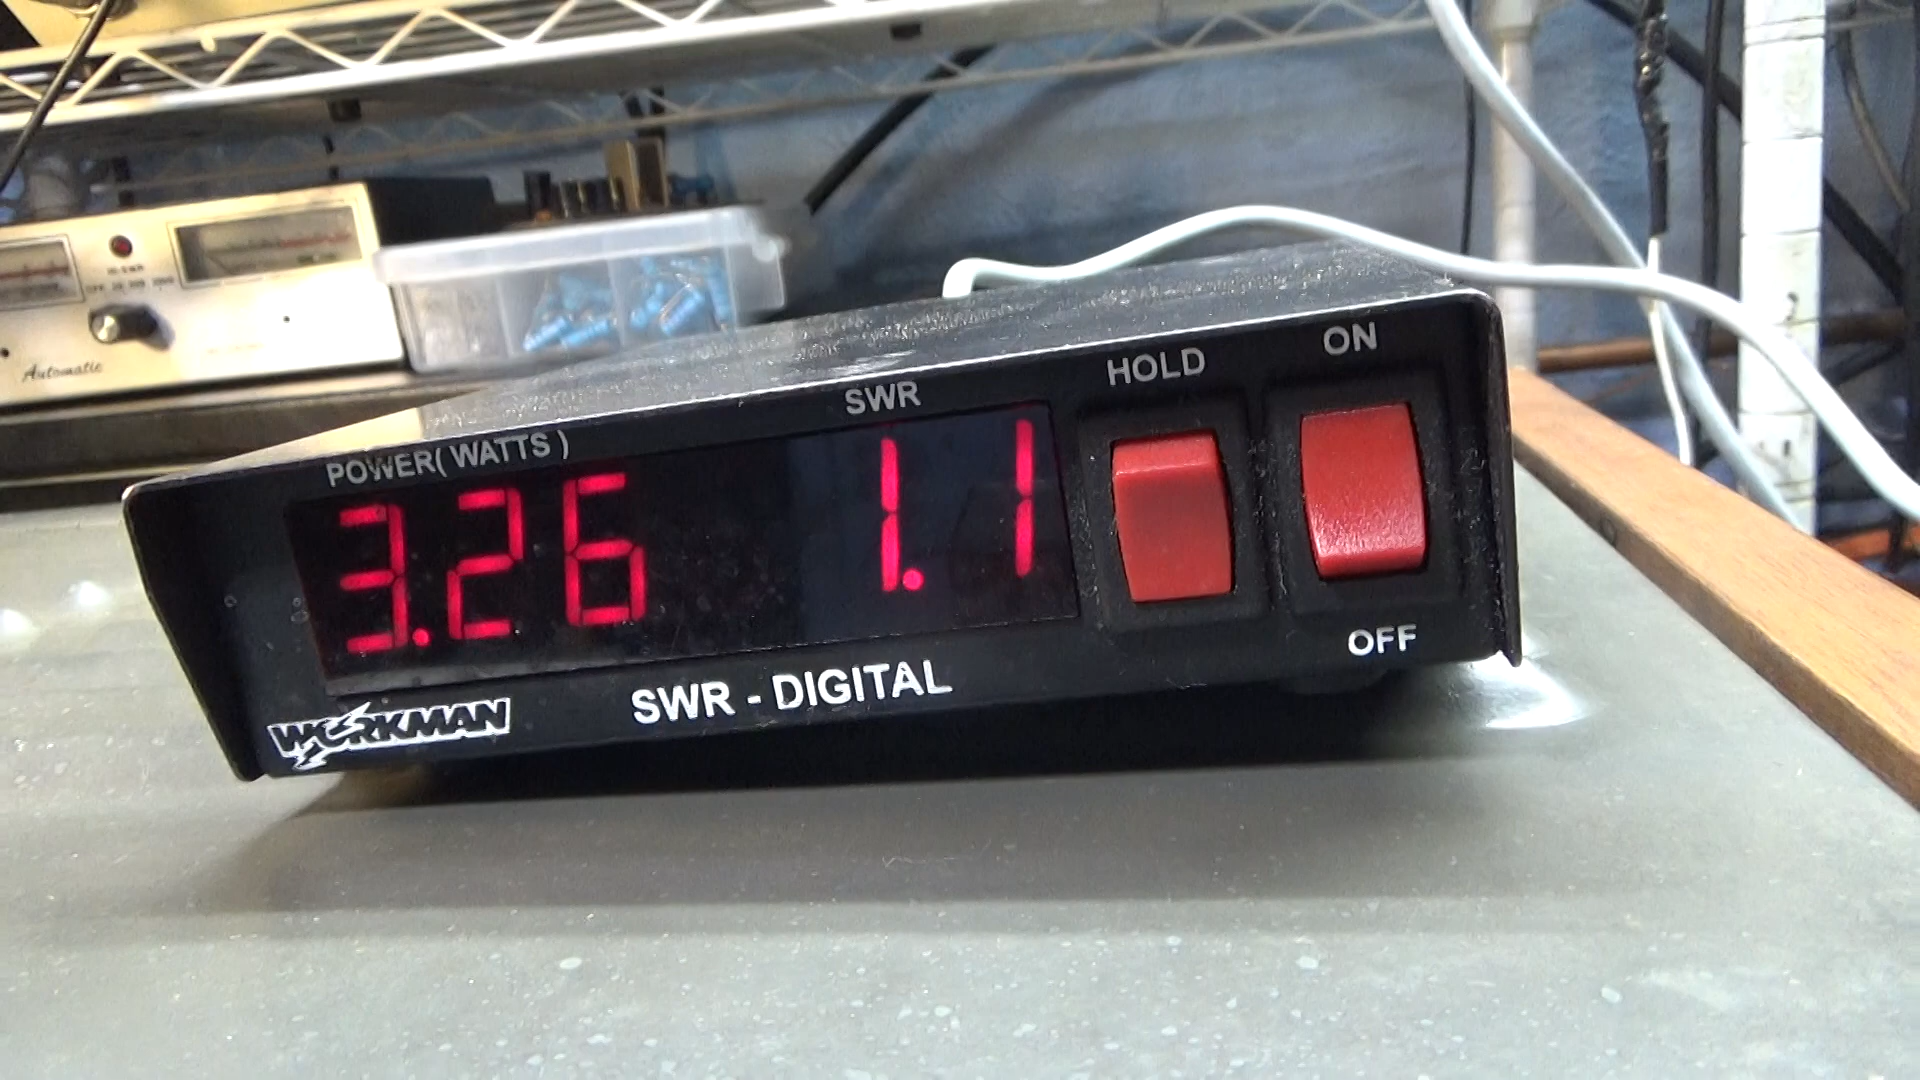 Automatic
POWER( WATTS )
SWR
HOLD
ON
3.26
1.1
OFF
WORKMAN
SWR - DIGITAL